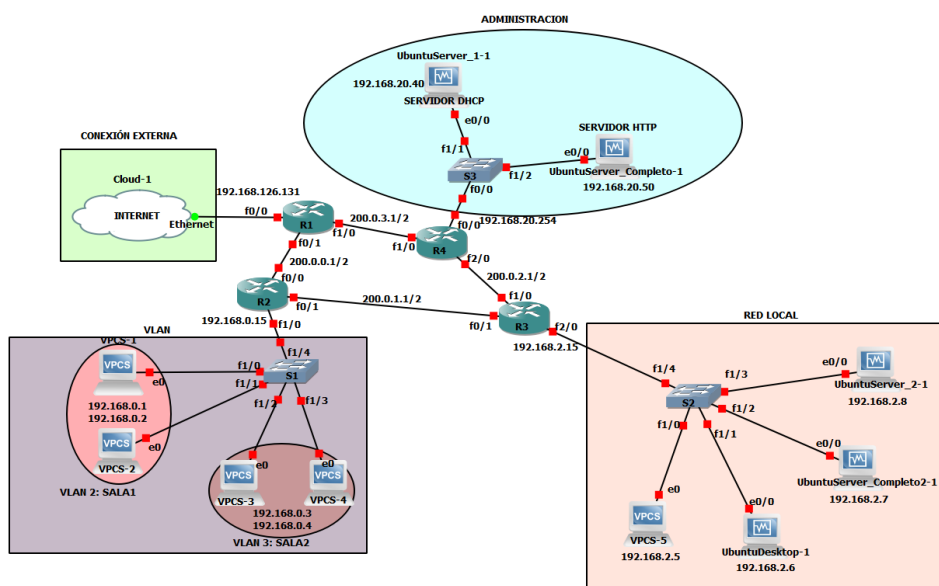 ADMINISTRACION
UbuntuServer_1-1
192.168.20.40
SERVIDOR DHCP
e0/0
f1/1
SERVIDOR HTTP
e0/0
f1/2
S3
UbuntuServer_Completo-1
192.168.20.50
f0/0
192.168.20.254
f0/0
CONEXIÓN EXTERNA
Cloud-1
INTERNET
Ethernet
192.168.126.131
f0/0
R1
200.0.3.1/2
f1/0
f1/0
R4
f0/1
200.0.0.1/2
f0/0
f2/0
200.0.2.1/2
f1/0
R2
200.0.1.1/2
f0/1
f0/1
R3
f2/0
192.168.2.15
192.168.0.15
f1/0
VLAN
VPCS-1
VPCS
e0
f1/4
f1/0
S1
f1/1
f1/2
f1/3
192.168.0.1
192.168.0.2
VPCS
e0
VPCS-2
VLAN 2: SALA1
e0
e0
VPCS
VPCS
VPCS-3
VPCS-4
192.168.0.3
192.168.0.4
VLAN 3: SALA2
RED LOCAL
f1/4
f1/3
e0/0
UbuntuServer_2-1
192.168.2.8
S2
f1/2
f1/0
f1/1
e0/0
UbuntuServer_Completo2-1
192.168.2.7
e0
e0/0
VPCS
VPCS-5
192.168.2.5
UbuntuDesktop-1
192.168.2.6